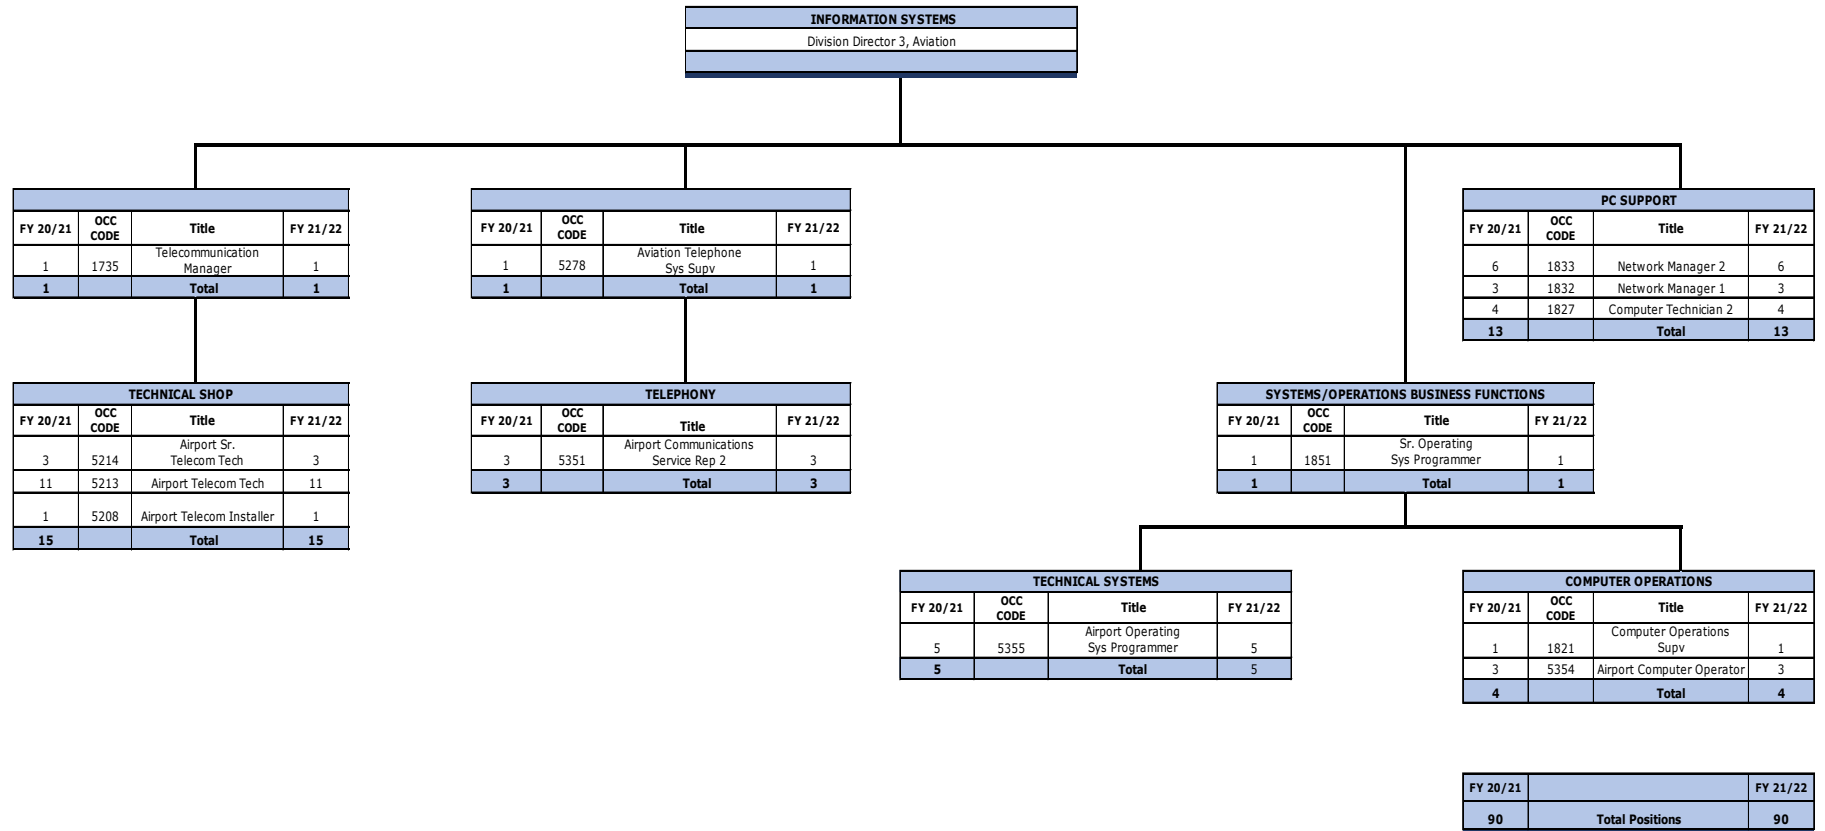 INFORMATION SYSTEMS
Division Director 3, Aviation
FY 20/21 OCC CODE Title FY 21/22
1 1735 Telecommunication Manager 1
1 Total 1
FY 20/21 OCC CODE Title FY 21/22
1 5278 Aviation Telephone Sys Supv 1
1 Total 1
PC SUPPORT
FY 20/21 OCC CODE Title FY 21/22
6 1833 Network Manager 2 6
3 1832 Network Manager 1 3
4 1827 Computer Technician 2 4
13 Total 13
TECHNICAL SHOP
FY 20/21 OCC CODE Title FY 21/22
3 5214 Airport Sr. Telecom Tech 3
11 5213 Airport Telecom Tech 11
1 5208 Airport Telecom Installer 1
15 Total 15
TELEPHONY
FY 20/21 OCC CODE Title FY 21/22
3 5351 Airport Communications Service Rep 2 3
3 Total 3
SYSTEMS/OPERATIONS BUSINESS FUNCTIONS
FY 20/21 OCC CODE Title FY 21/22
1 1851 Sr. Operating Sys Programmer 1
1 Total 1
TECHNICAL SYSTEMS
FY 20/21 OCC CODE Title FY 21/22
5 5355 Airport Operating Sys Programmer 5
5 Total 5
COMPUTER OPERATIONS
FY 20/21 OCC CODE Title FY 21/22
1 1821 Computer Operations Supv 1
3 5354 Airport Computer Operator 3
4 Total 4
FY 20/21 FY 21/22
90 Total Positions 90